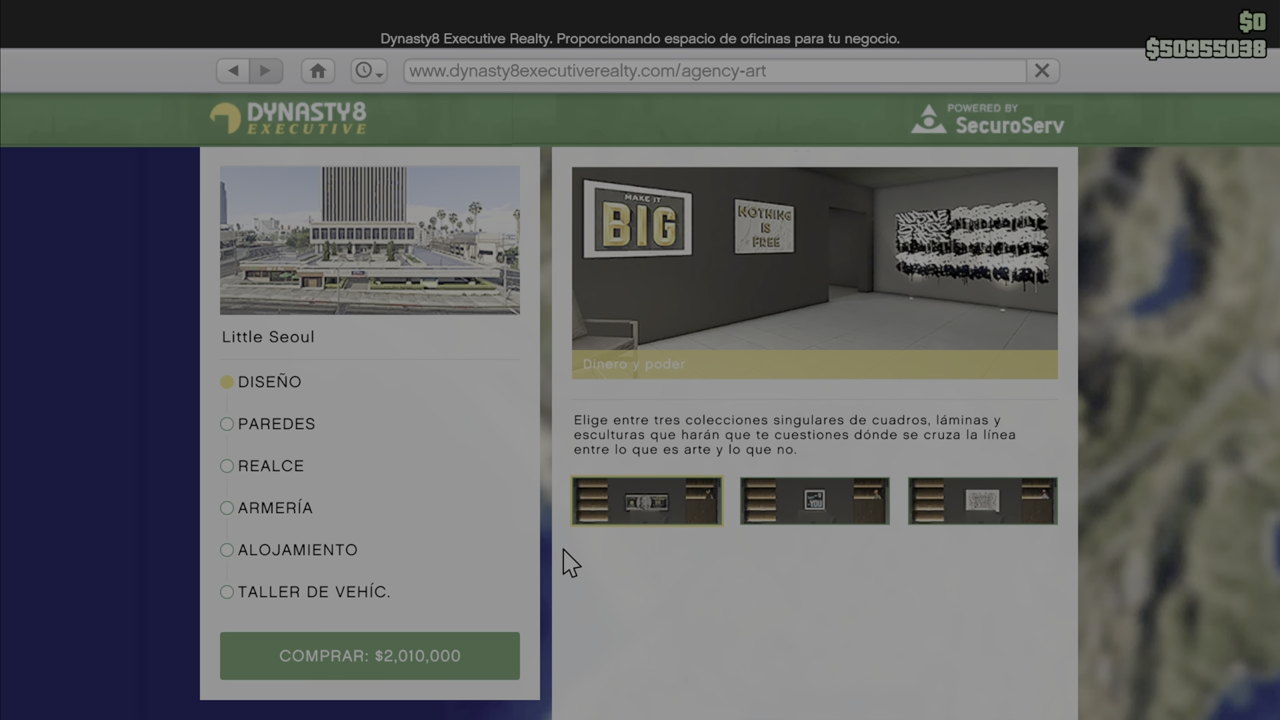 $0
$50955038
Dynasty8 Executive Realty. Proporcionando espacio de oficinas para tu negocio.
www.dynasty8executiverealty.com/agency-art
DYNASTY8
EXECUTIVE
POWERED BY
SecuroServ
Little Seoul
DISEÑO
PAREDES
REALCE
ARMERÍA
ALOJAMIENTO
TALLER DE VEHÍC.
COMPRAR: $2,010,000
MAKE IT
BIG
NOTHING
IS
FREE
Dinero y poder
Elige entre tres colecciones singulares de cuadros, láminas y
esculturas que harán que te cuestiones dónde se cruza la línea
entre lo que es arte y lo que no.
YOU